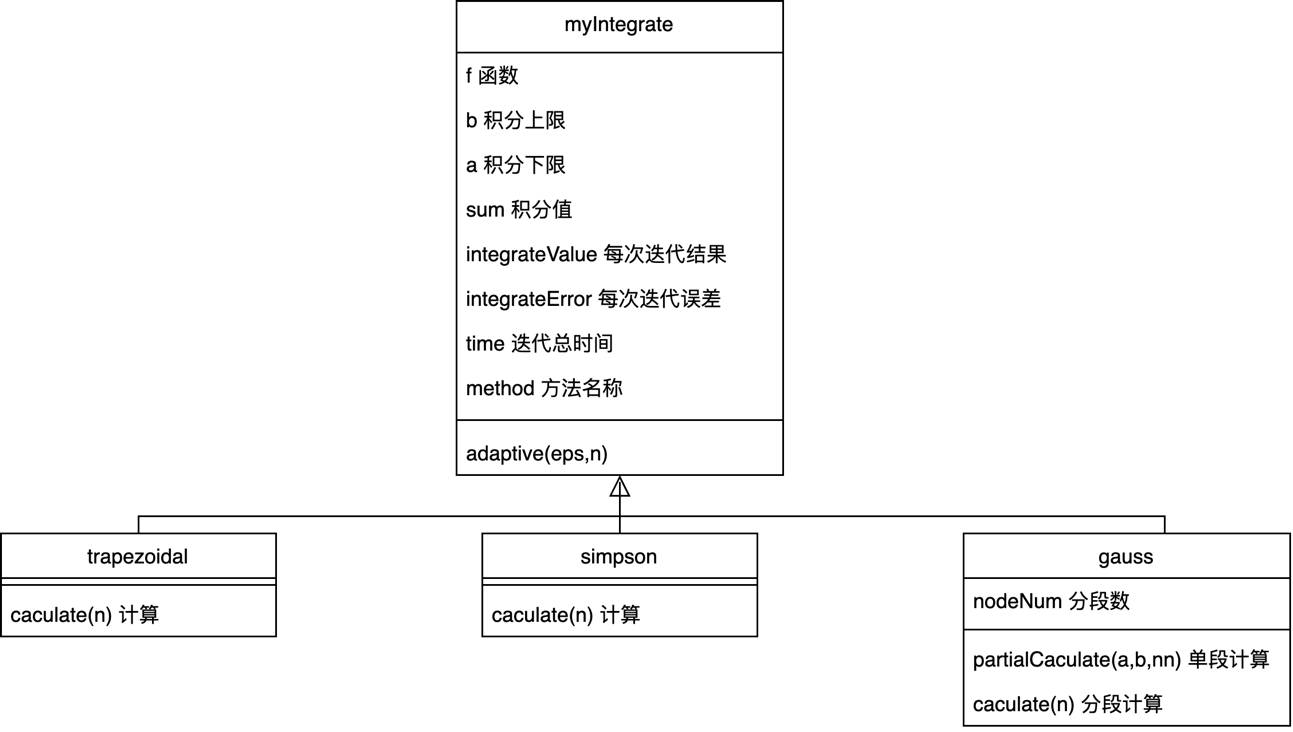 myIntegrate
f 函数
b 积分上限
a 积分下限
sum 积分值
integrateValue 每次迭代结果
integrateError 每次迭代误差
time 迭代总时间
method 方法名称
adaptive(eps,n)
trapezoidal
caculate(n) 计算
simpson
caculate(n) 计算
gauss
nodeNum 分段数
partialCaculate(a,b,nn) 单段计算
caculate(n) 分段计算